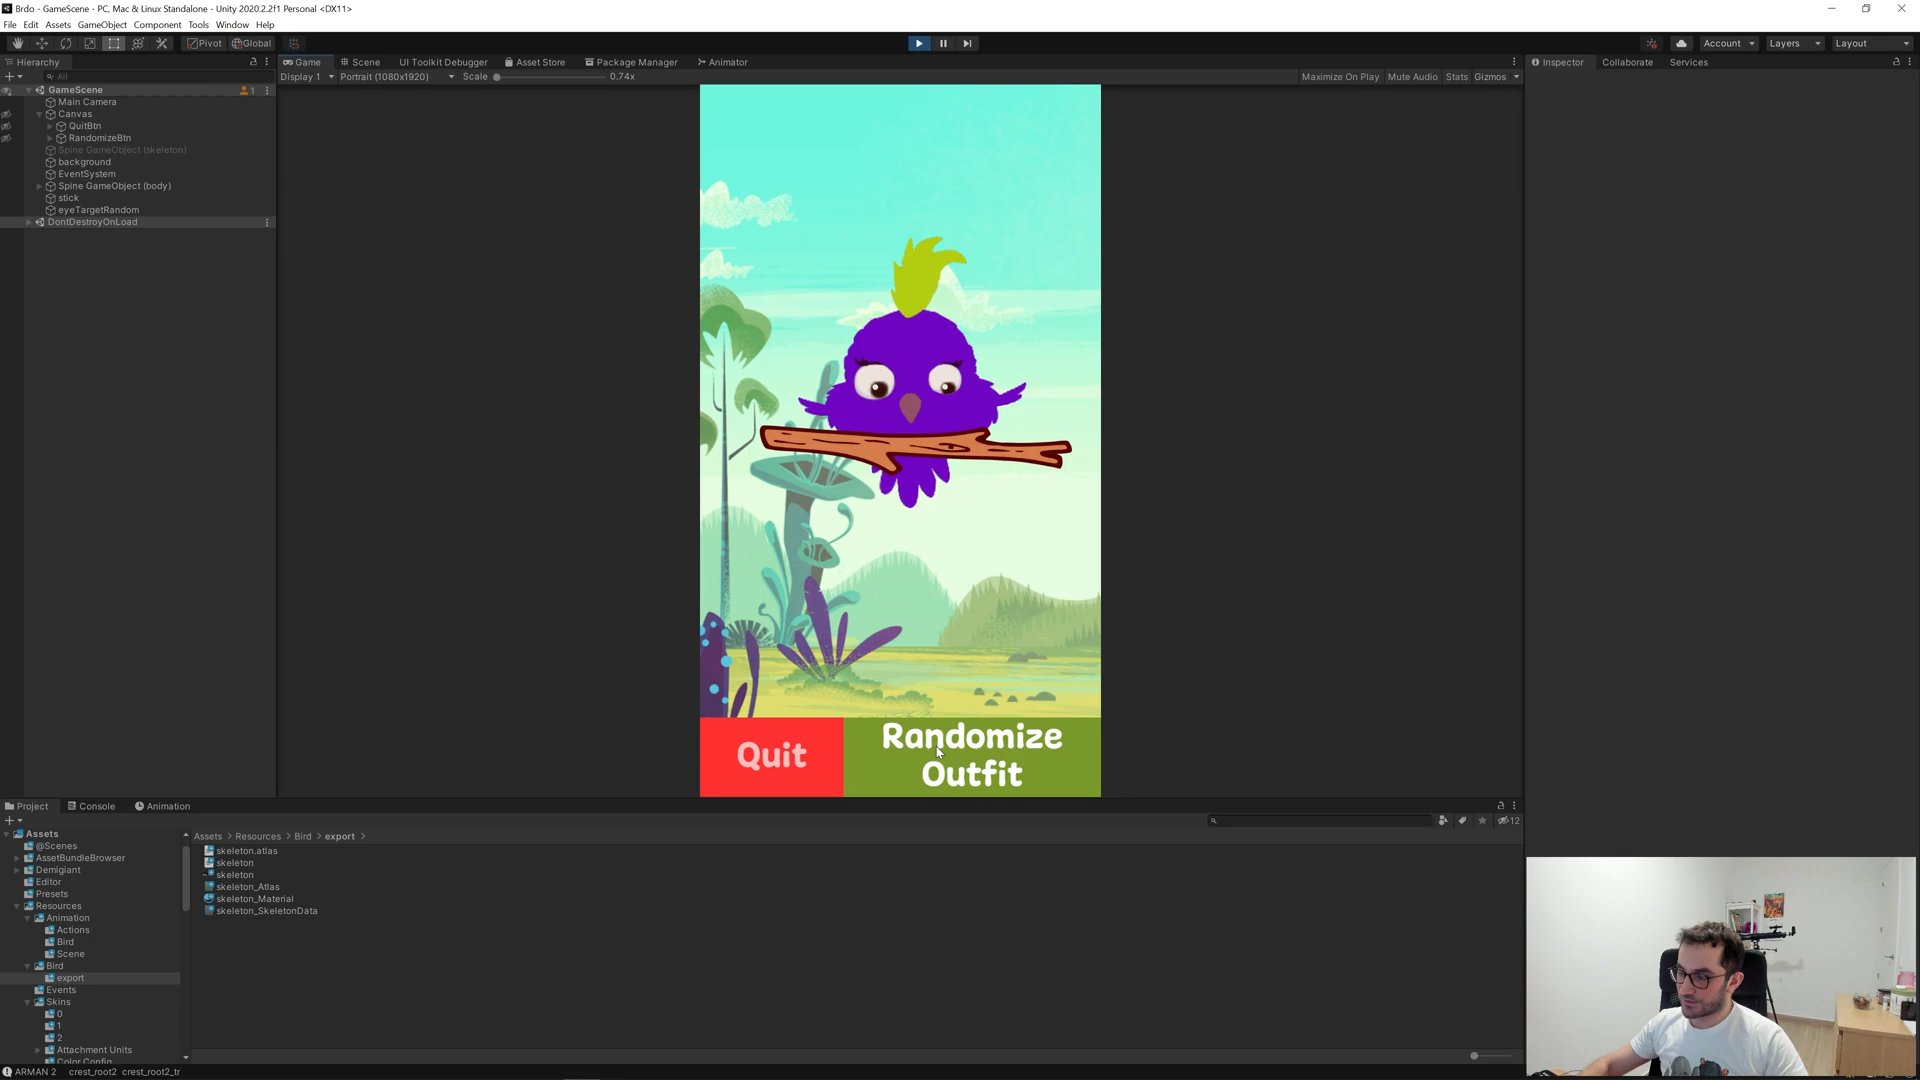 Brdo - GameScene - PC, Mac & Linux Standalone - Unity 2020.2.2f1 Personal <DX11>
File Edit Assets GameObject Component Tools Window Help
Pivot Global Account Layers Layout
Hierarchy
Game Scene UI Toolkit Debugger Asset Store Package Manager Animator
Inspector Collaborate Services
All
Display 1 Portrait (1080x1920) Scale 0.74x Maximize On Play Mute Audio Stats Gizmos
GameScene 1
Main Camera
Canvas
QuitBtn
RandomizeBtn
Spine GameObject (skeleton)
background
EventSystem
Spine GameObject (body)
stick
eyeTargetRandom
DontDestroyOnLoad
Quit
Randomize
Outfit
Project Console Animation
12
Assets
@Scenes
AssetBundleBrowser
Demigiant
Editor
Presets
Resources
Animation
Actions
Bird
Scene
Bird
export
Events
Skins
0
1
2
Attachment Units
Color Config
Assets > Resources > Bird > export >
skeleton.atlas
skeleton
skeleton
skeleton_Atlas
skeleton_Material
skeleton_SkeletonData
ARMAN 2 crest_root2 crest_root2_tr